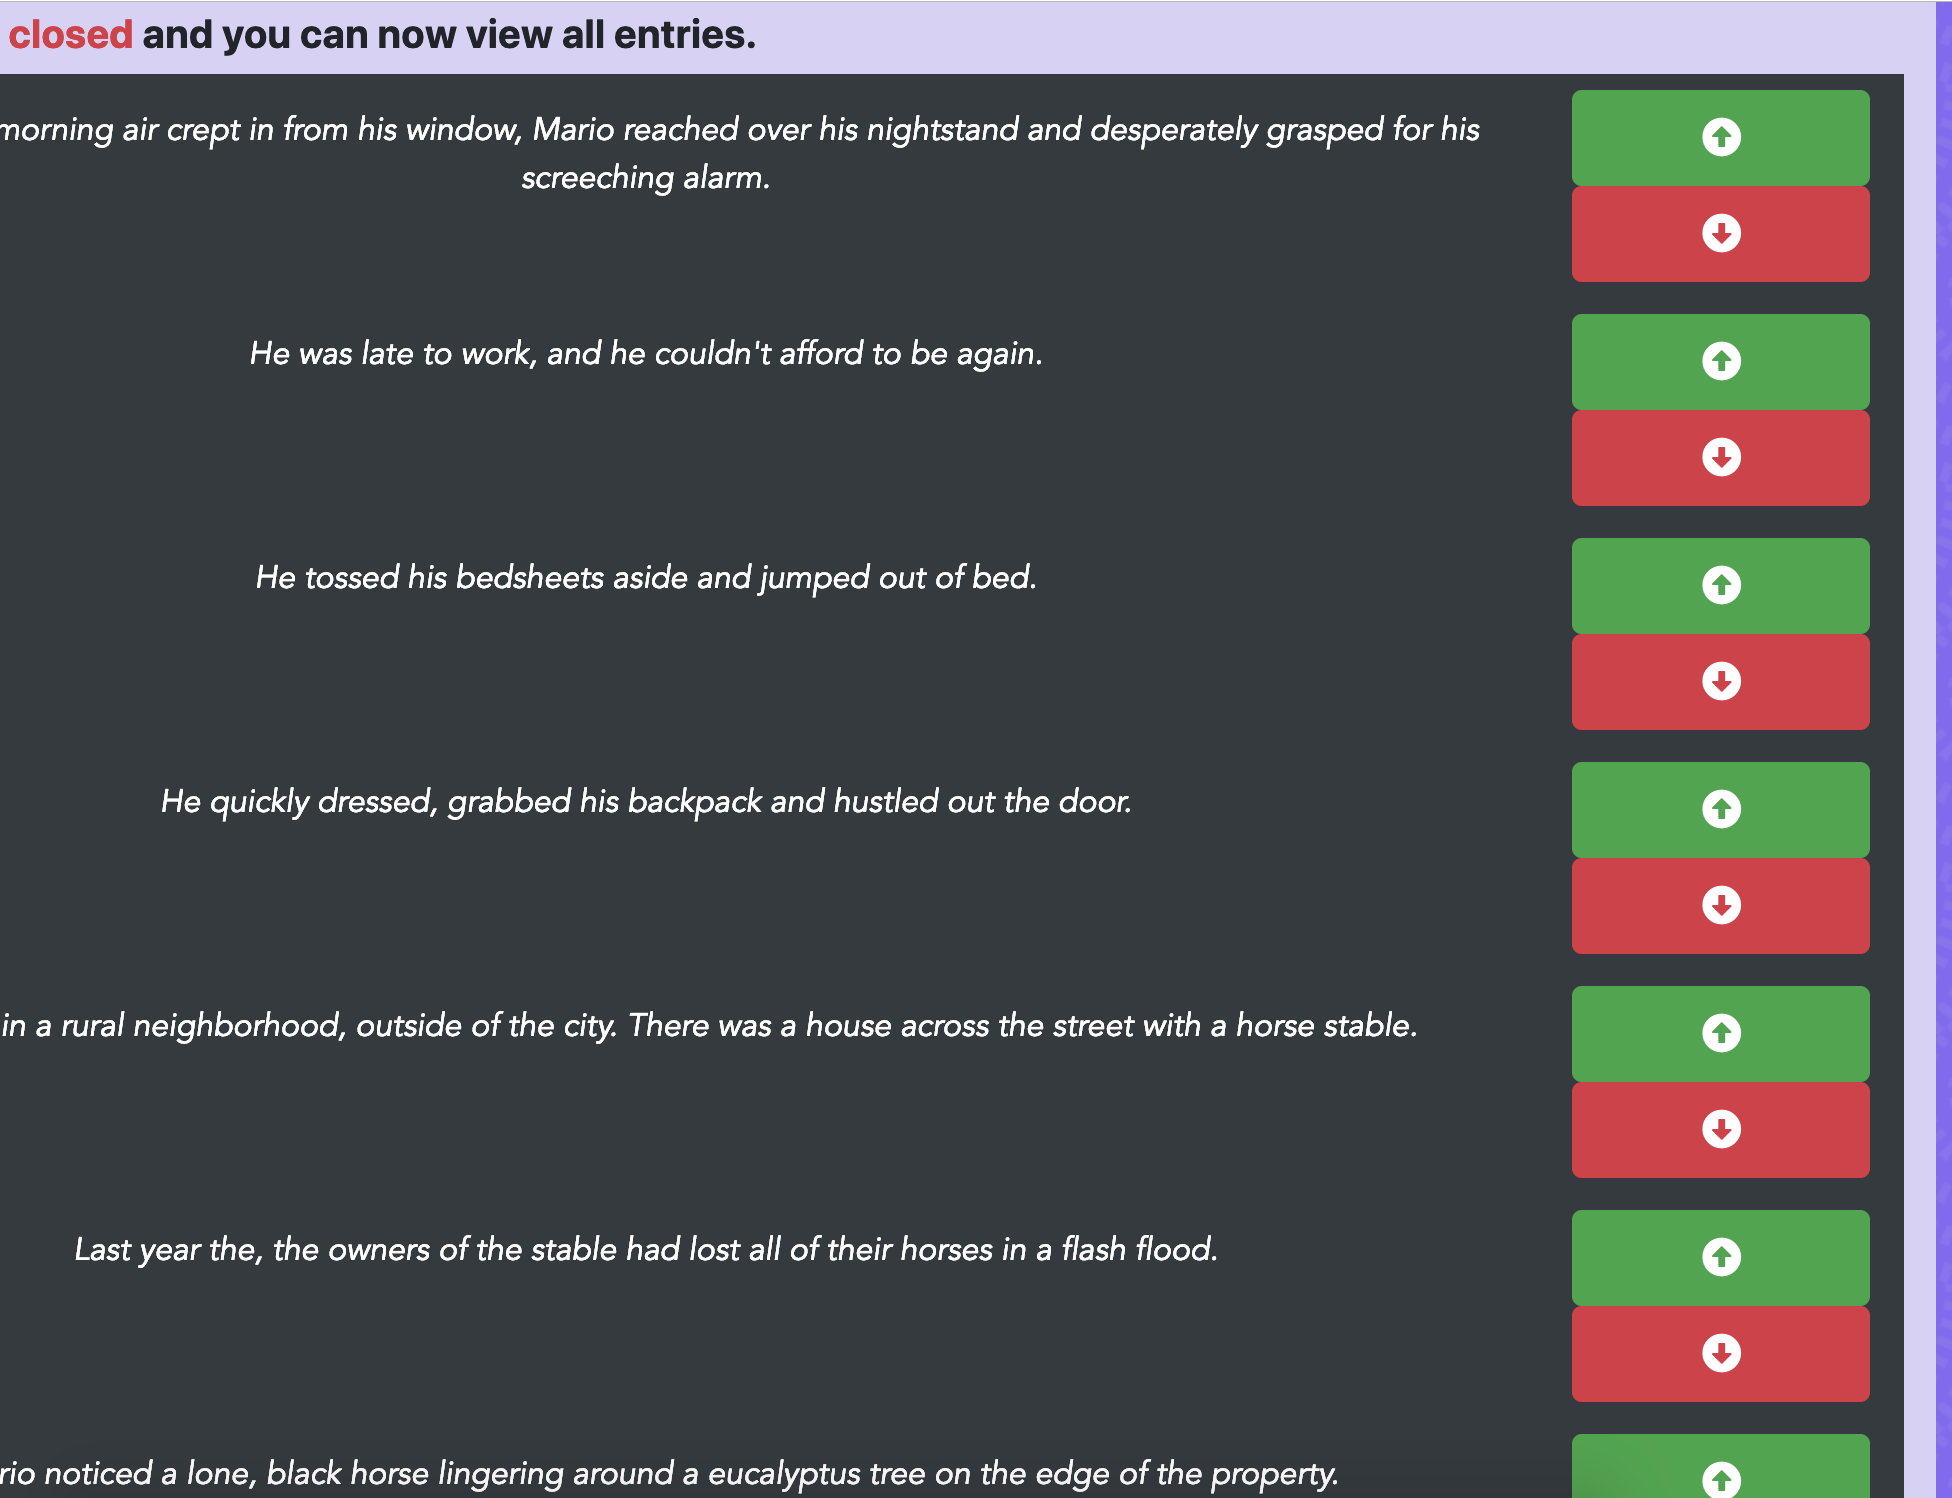 closed and you can now view all entries.
morning air crept in from his window, Mario reached over his nightstand and desperately grasped for his
screeching alarm.
He was late to work, and he couldn't afford to be again.
He tossed his bedsheets aside and jumped out of bed.
He quickly dressed, grabbed his backpack and hustled out the door.
in a rural neighborhood, outside of the city. There was a house across the street with a horse stable.
Last year the, the owners of the stable had lost all of their horses in a flash flood.
rio noticed a lone, black horse lingering around a eucalyptus tree on the edge of the property.